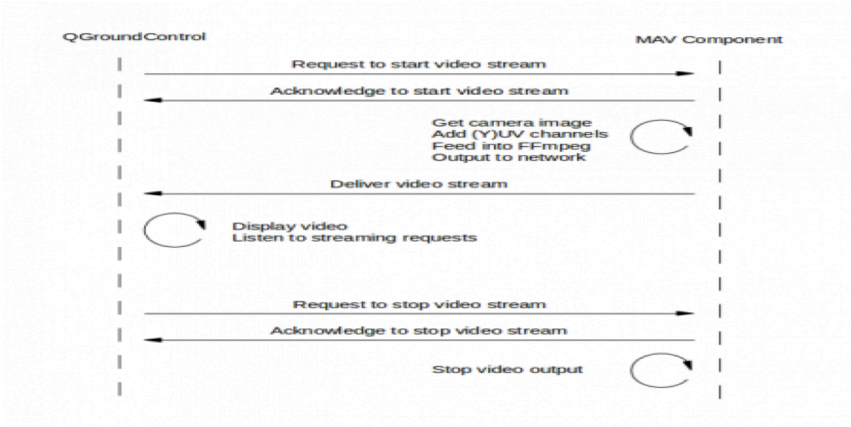 QGroundControl
MAV Component
Request to start video stream
Acknowledge to start video stream
Get camera image
Add (Y)UV channels
Feed into FFmpeg
Output to network
Deliver video stream
Display video
Listen to streaming requests
Request to stop video stream
Acknowledge to stop video stream
Stop video output